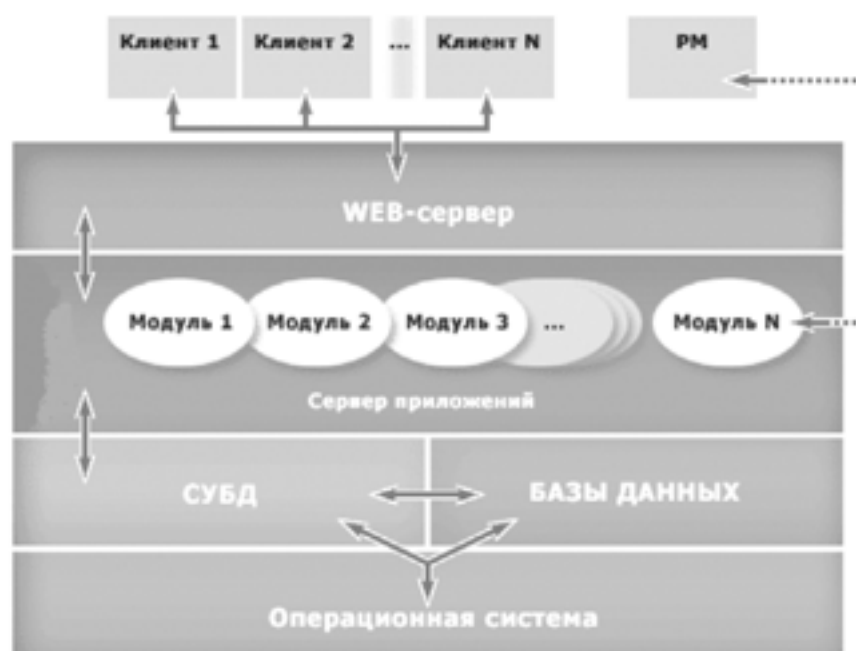 Клиент 1 Клиент 2 ... Клиент N РМ
WEB-сервер
Модуль 1 Модуль 2 Модуль 3 ... Модуль N
Сервер приложений
СУБД БАЗЫ ДАННЫХ
Операционная система